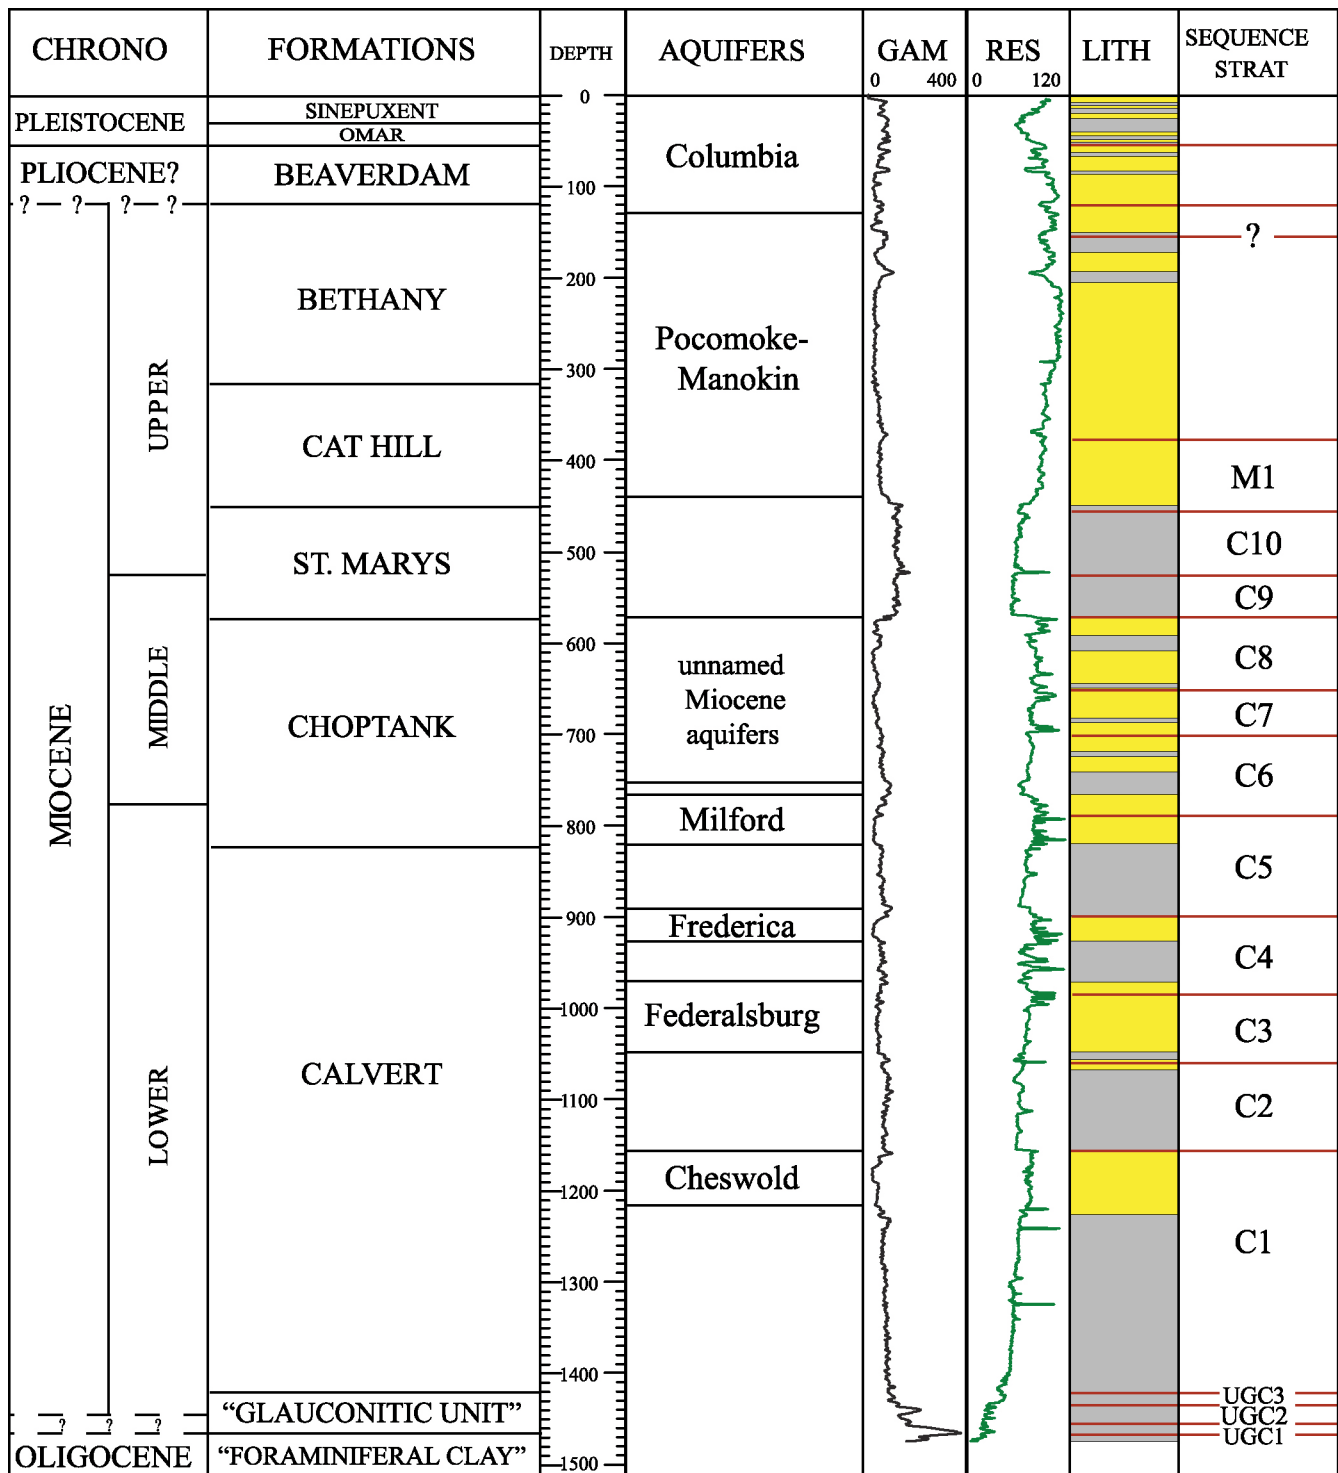 CHRONO
FORMATIONS
DEPTH
AQUIFERS
GAM
0 400
RES
0 120
LITH
SEQUENCE
STRAT
PLEISTOCENE
PLIOCENE?
? ? ? ?
MIOCENE
UPPER
MIDDLE
LOWER
? ?
OLIGOCENE
SINEPUXENT
OMAR
BEAVERDAM
BETHANY
CAT HILL
ST. MARYS
CHOPTANK
CALVERT
“GLAUCONITIC UNIT”
“FORAMINIFERAL CLAY”
0
100
200
300
400
500
600
700
800
900
1000
1100
1200
1300
1400
1500
Columbia
Pocomoke-
Manokin
unnamed
Miocene
aquifers
Milford
Frederica
Federalsburg
Cheswold
?
M1
C10
C9
C8
C7
C6
C5
C4
C3
C2
C1
UGC3
UGC2
UGC1